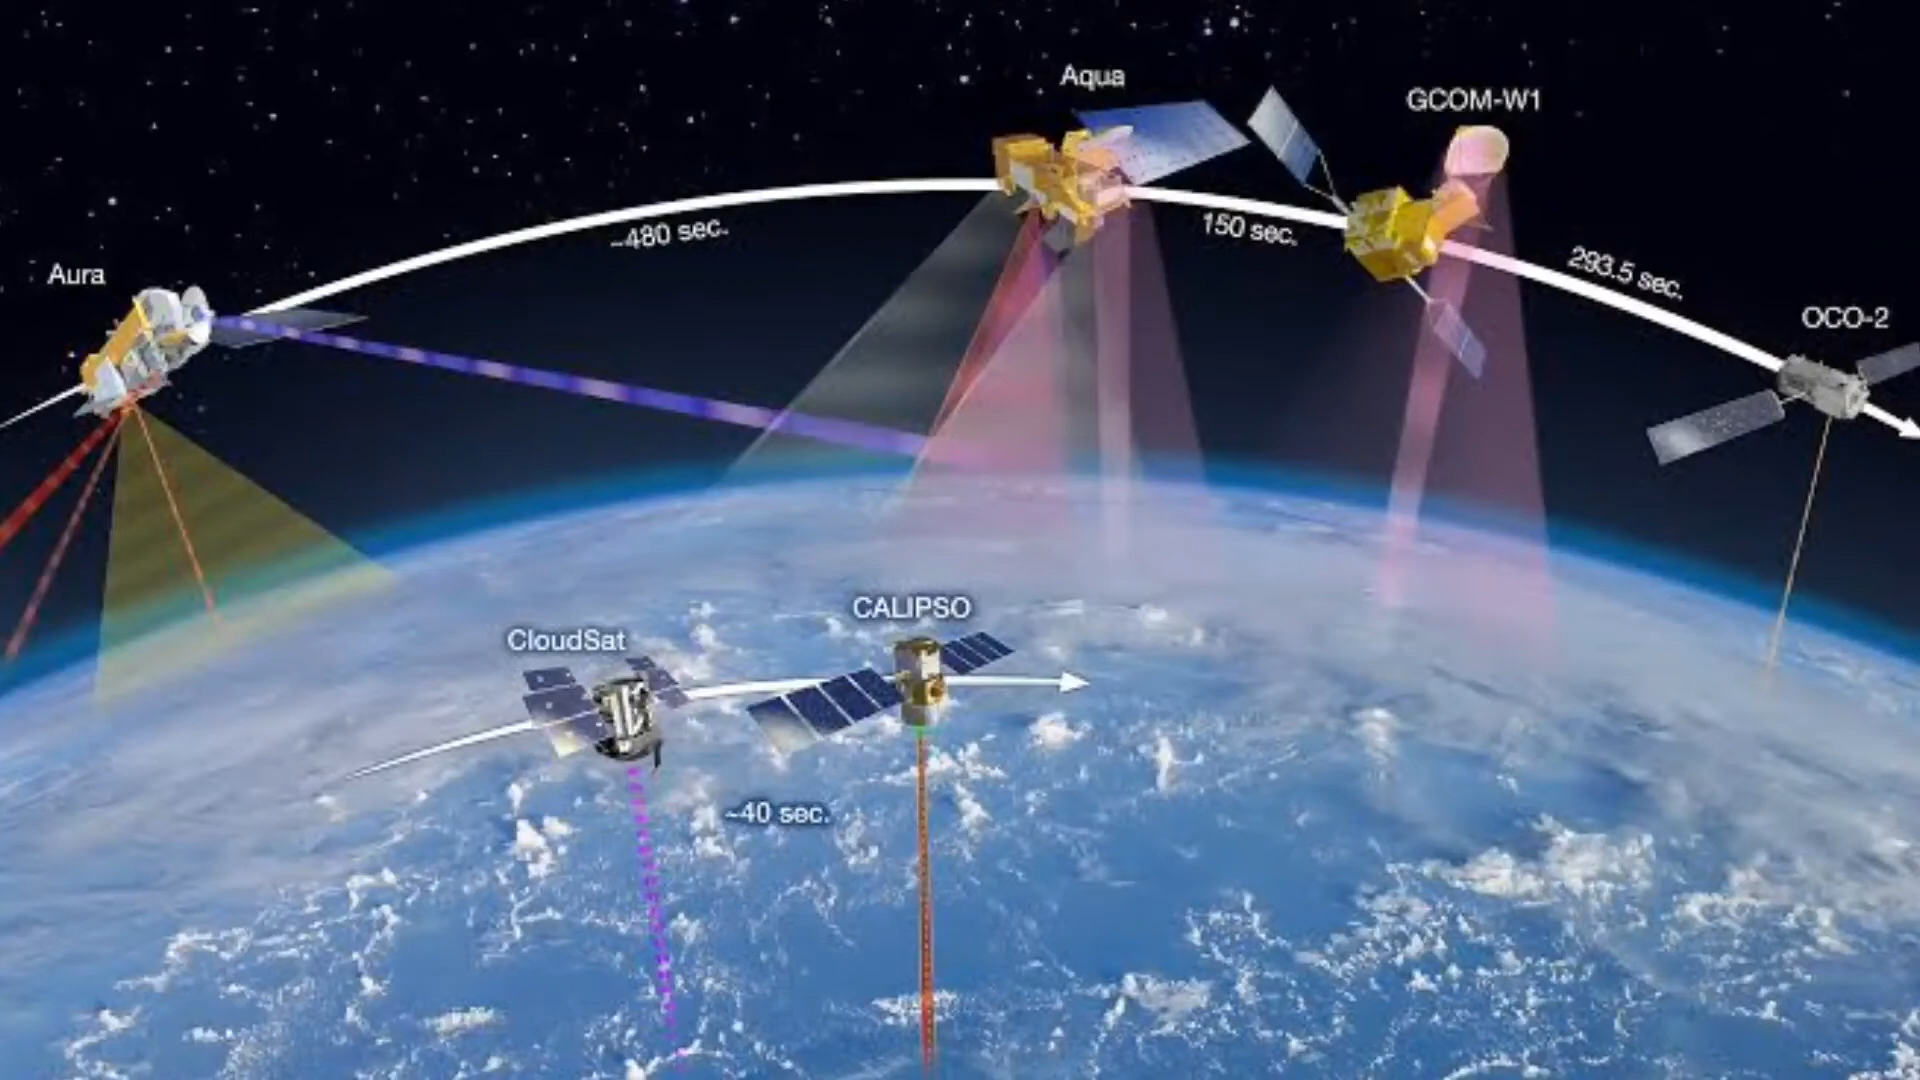 Aqua
GCOM-W1
~480 sec.
150 sec.
293.5 sec.
Aura
OCO-2
CALIPSO
CloudSat
~40 sec.